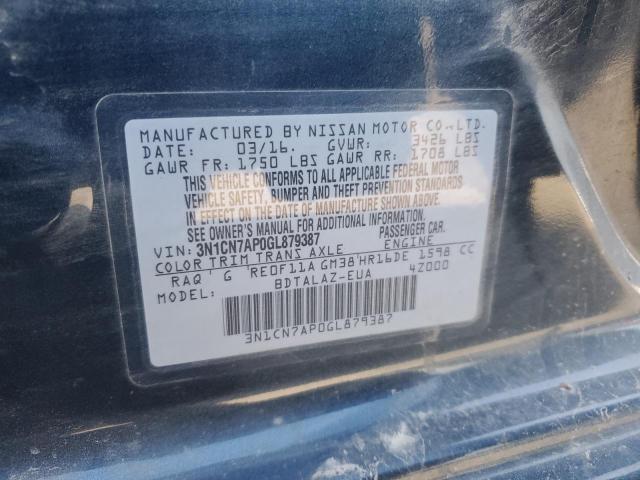 MANUFACTURED BY NISSAN MOTOR CO., LTD.
DATE: 03/16. GVWR: 3426 LBS
GAWR FR: 1750 LBS GAWR RR: 1708 LBS
THIS VEHICLE CONFORMS TO ALL APPLICABLE FEDERAL MOTOR
VEHICLE SAFETY, BUMPER AND THEFT PREVENTION STANDARDS
IN EFFECT ON THE DATE OF MANUFACTURE SHOWN ABOVE.
SEE OWNER'S MANUAL FOR ADDITIONAL INFORMATION.
VIN: 3N1CN7AP0GL879387 PASSENGER CAR
COLOR TRIM TRANS AXLE ENGINE
RAQ' G 'RE0F11A GM38'HR16DE 1598 CC
MODEL: BDTALAZ-EUA 4Z000
3N1CN7AP0GL879387